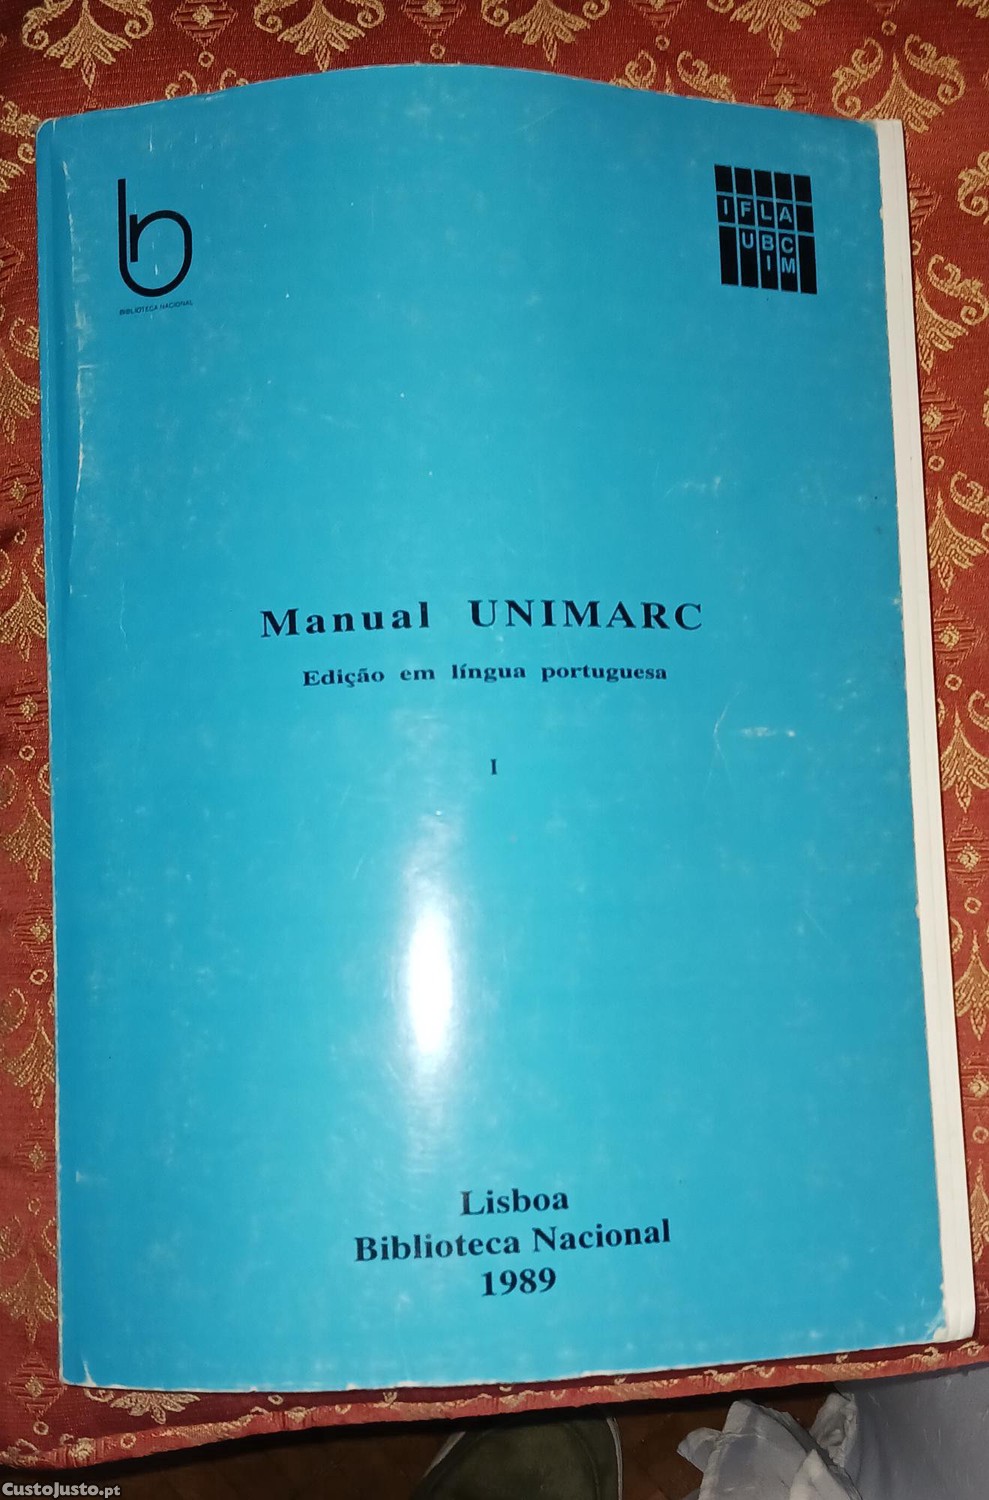 BIBLIOTECA NACIONAL
IFLA
UBC
IM
Manual UNIMARC
Edição em língua portuguesa
I
Lisboa
Biblioteca Nacional
1989
CustoJusto.pt